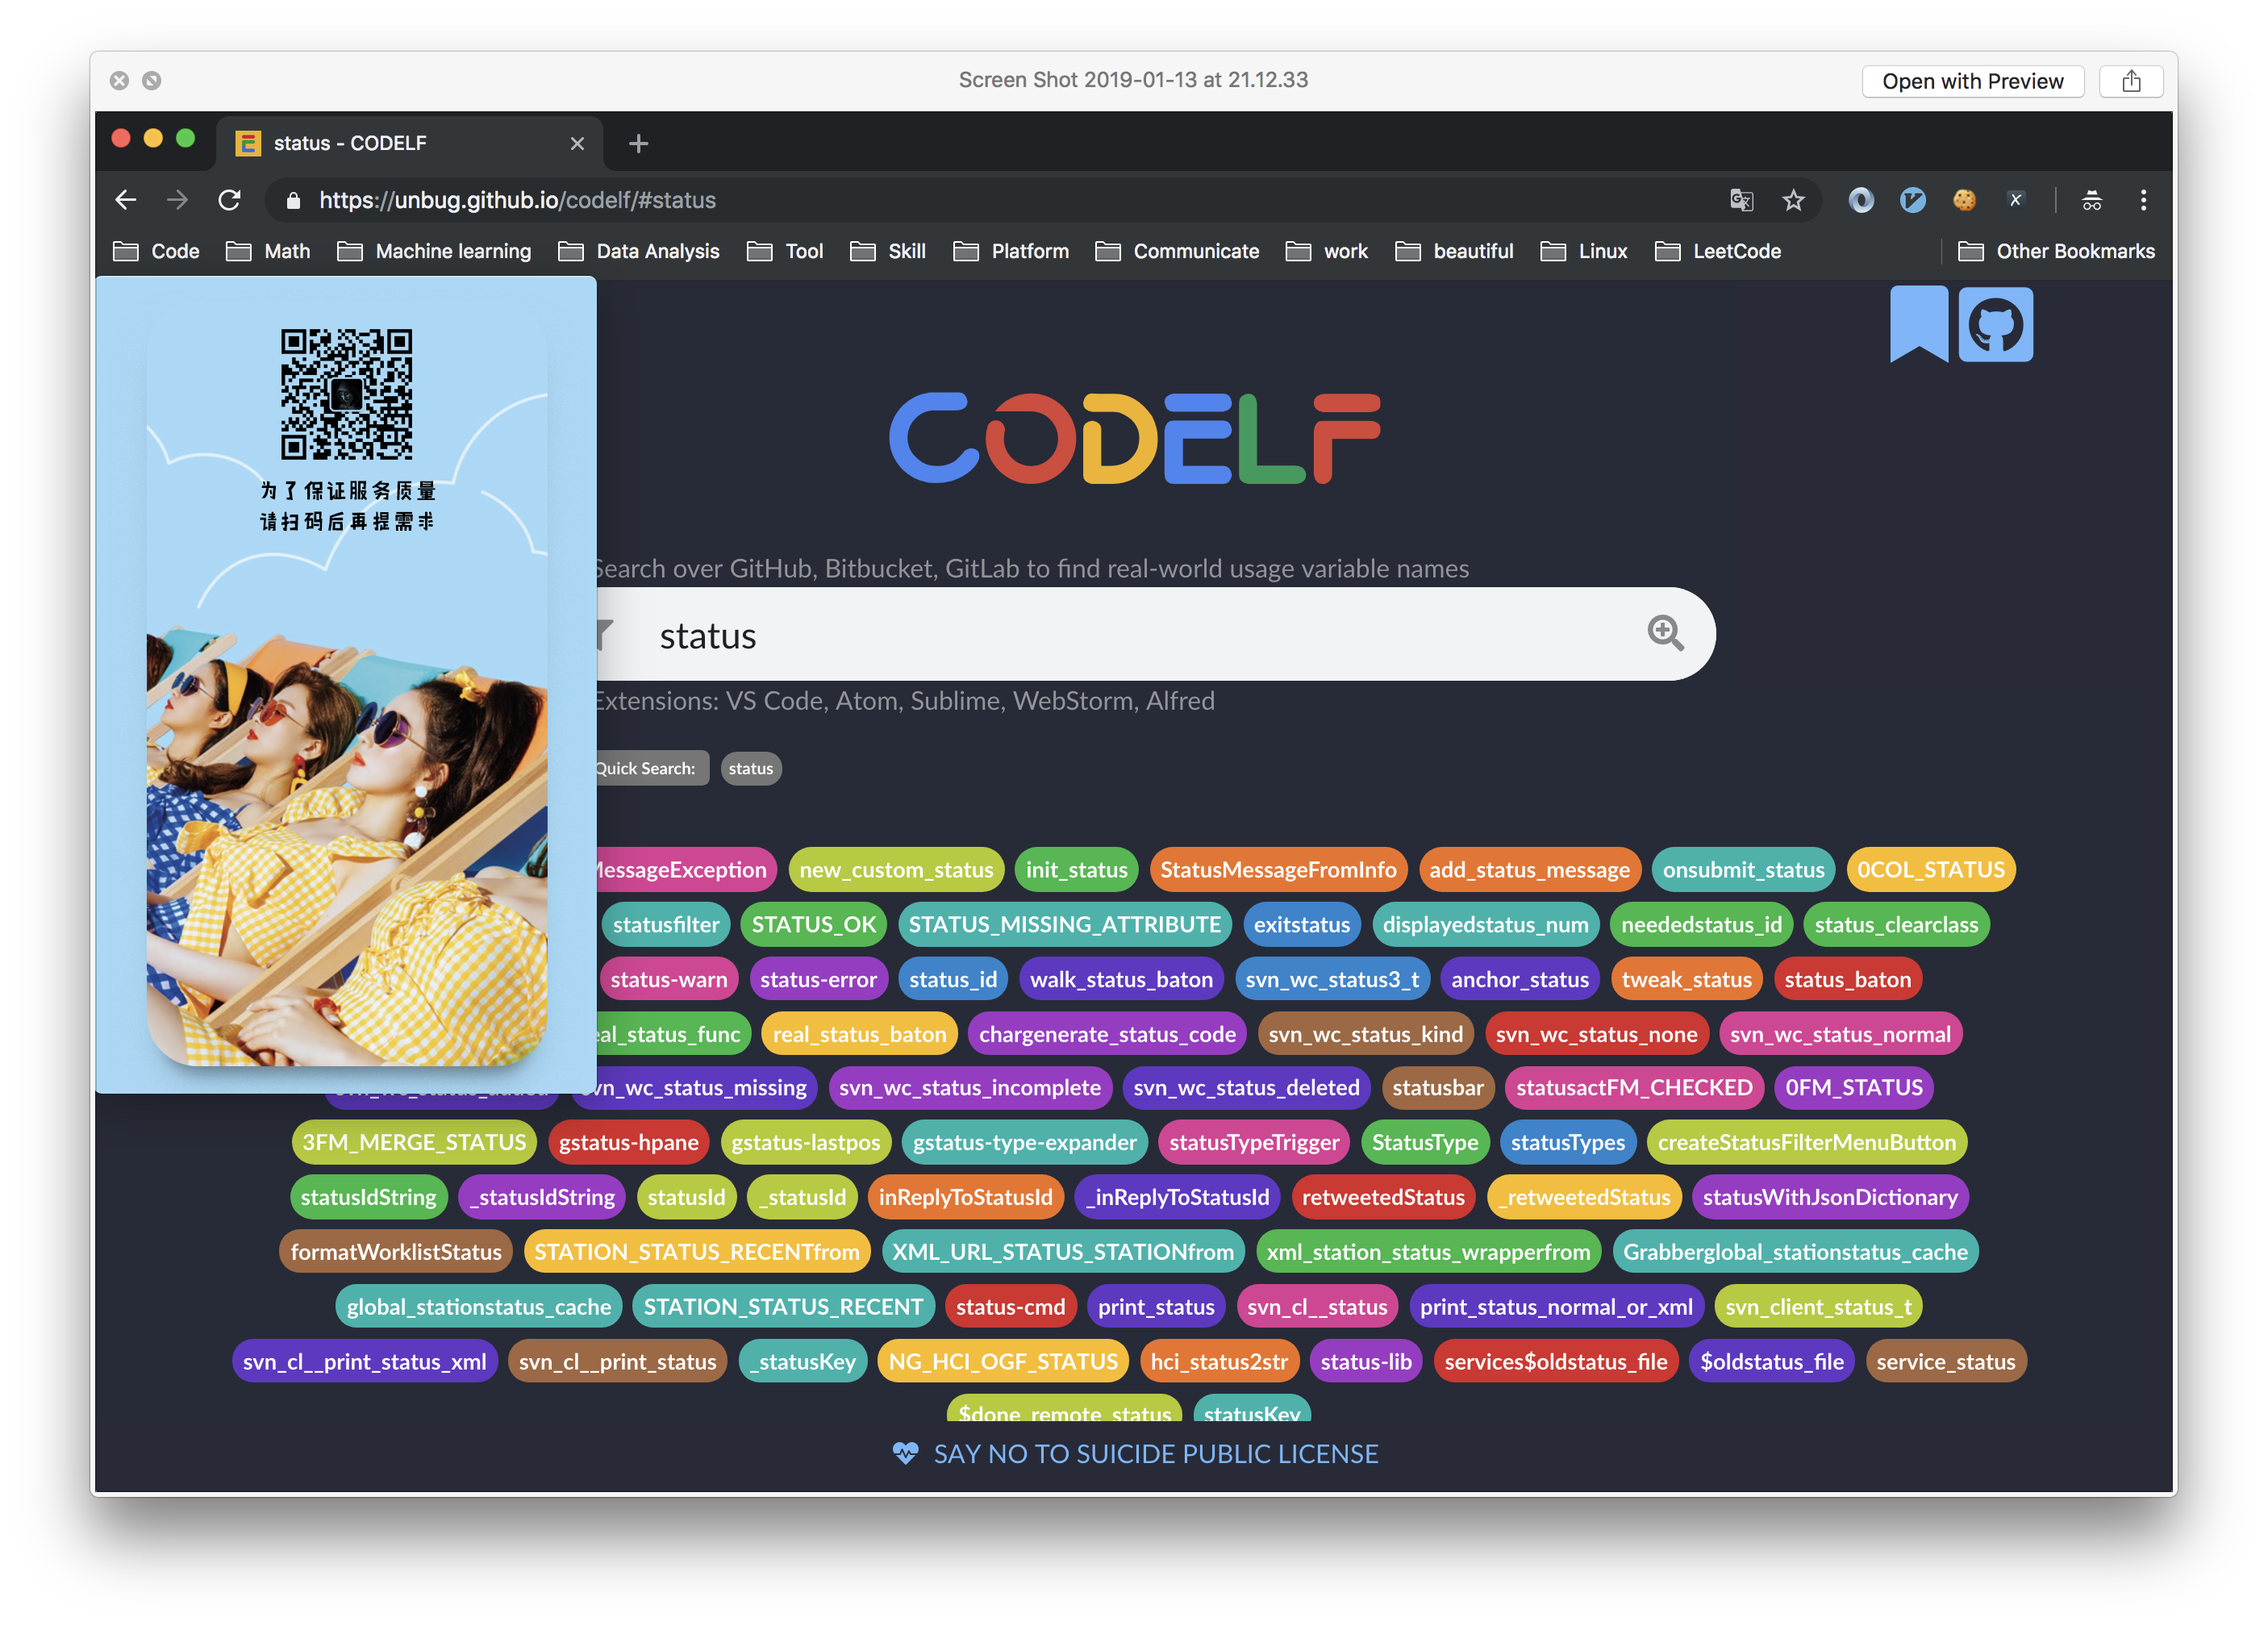 Screen Shot 2019-01-13 at 21.12.33
Open with Preview
status - CODELF
https://unbug.github.io/codelf/#status
Code Math Machine learning Data Analysis Tool Skill Platform Communicate work beautiful Linux LeetCode Other Bookmarks
为了保证服务质量
请扫码后再提需求
CODELF
Search over GitHub, Bitbucket, GitLab to find real-world usage variable names
status
Extensions: VS Code, Atom, Sublime, WebStorm, Alfred
Quick Search: status
MessageException new_custom_status init_status StatusMessageFromInfo add_status_message onsubmit_status 0COL_STATUS
statusfilter STATUS_OK STATUS_MISSING_ATTRIBUTE exitstatus displayedstatus_num neededstatus_id status_clearclass
status-warn status-error status_id walk_status_baton svn_wc_status3_t anchor_status tweak_status status_baton
eal_status_func real_status_baton chargenerate_status_code svn_wc_status_kind svn_wc_status_none svn_wc_status_normal
svn_wc_status_missing svn_wc_status_incomplete svn_wc_status_deleted statusbar statusactFM_CHECKED 0FM_STATUS
3FM_MERGE_STATUS gstatus-hpane gstatus-lastpos gstatus-type-expander statusTypeTrigger StatusType statusTypes createStatusFilterMenuButton
statusIdString _statusIdString statusId _statusId inReplyToStatusId _inReplyToStatusId retweetedStatus _retweetedStatus statusWithJsonDictionary
formatWorklistStatus STATION_STATUS_RECENTfrom XML_URL_STATUS_STATIONfrom xml_station_status_wrapperfrom Grabberglobal_stationstatus_cache
global_stationstatus_cache STATION_STATUS_RECENT status-cmd print_status svn_cl__status print_status_normal_or_xml svn_client_status_t
svn_cl__print_status_xml svn_cl__print_status _statusKey NG_HCI_OGF_STATUS hci_status2str status-lib services$oldstatus_file $oldstatus_file service_status
$done_remote_status statusKey
SAY NO TO SUICIDE PUBLIC LICENSE